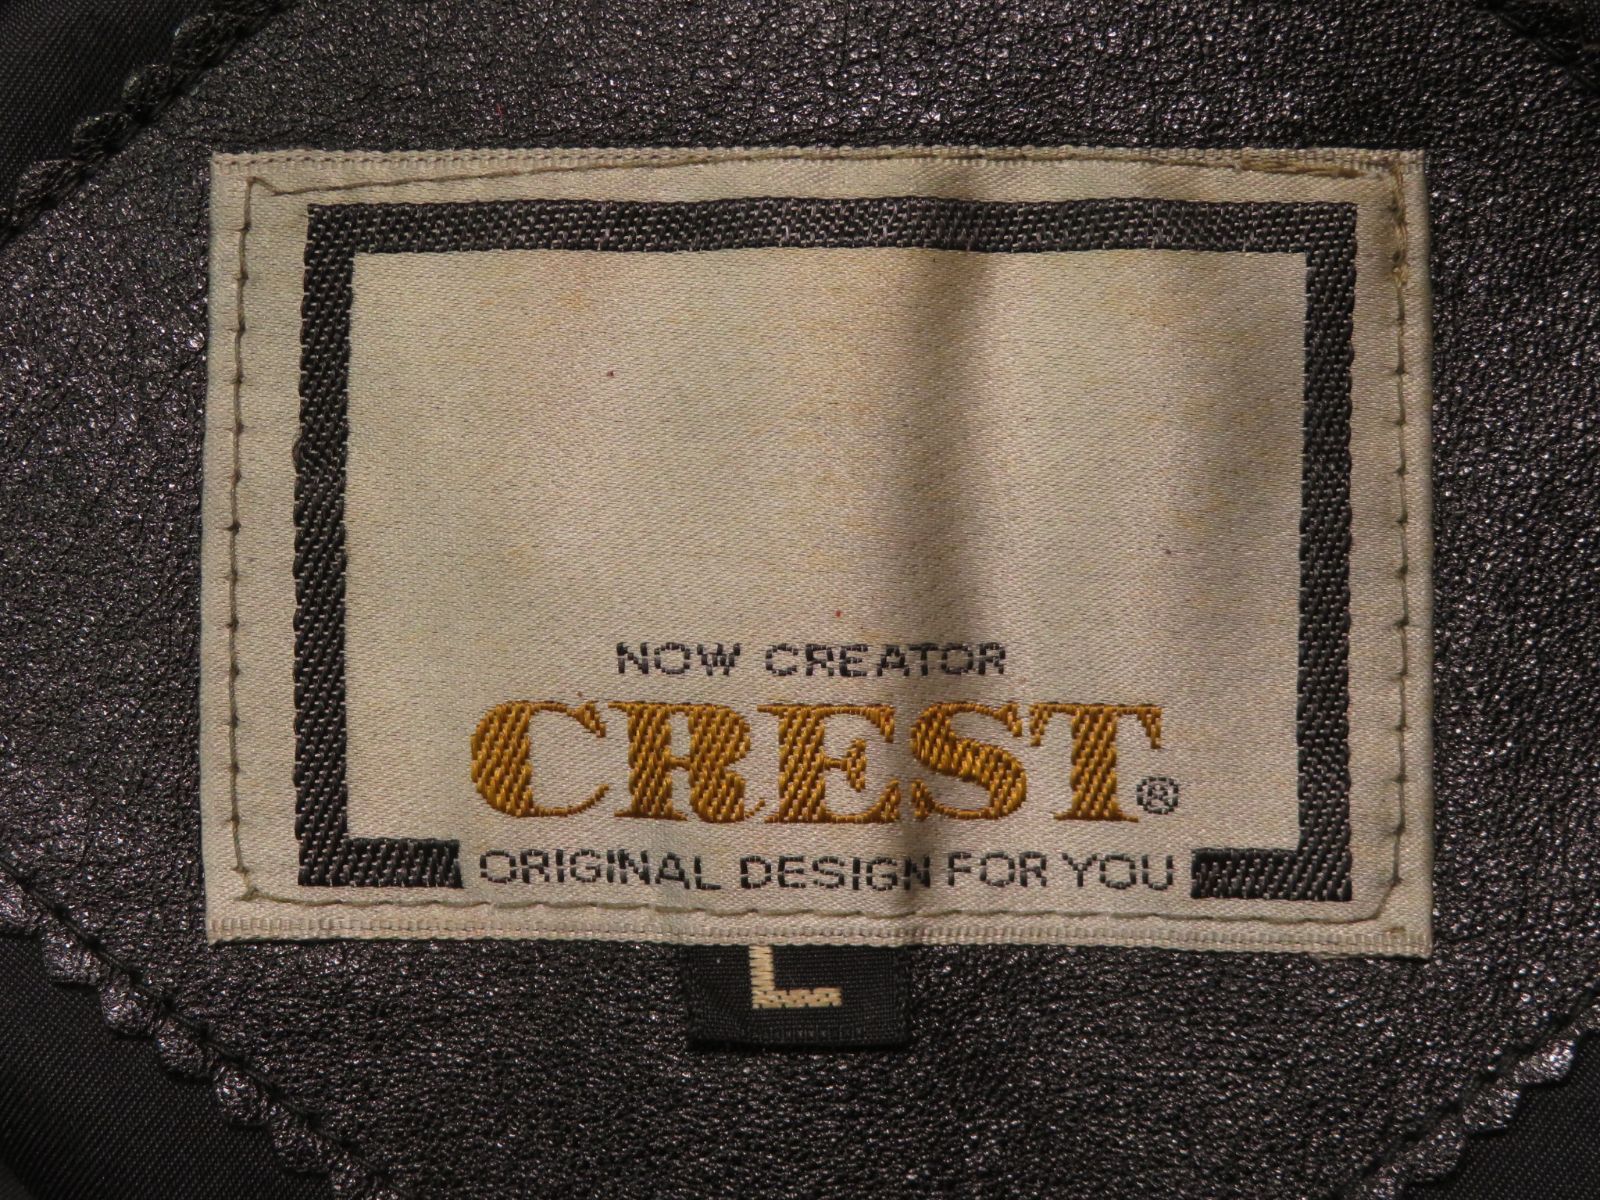 NOW CREATOR
CREST®
ORIGINAL DESIGN FOR YOU
L